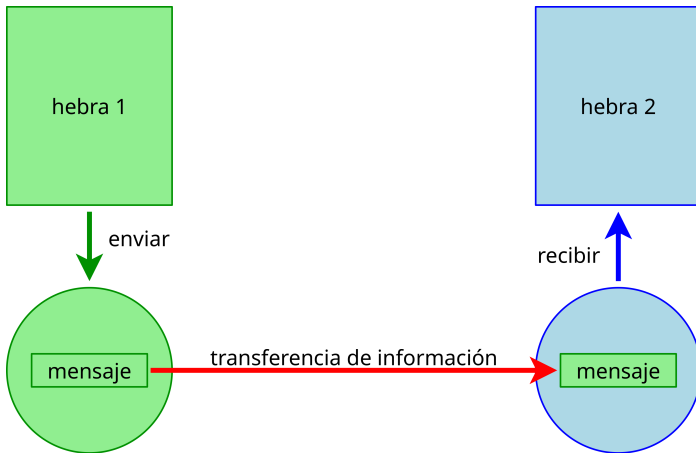 hebra 1
hebra 2
enviar
recibir
transferencia de información
mensaje
mensaje